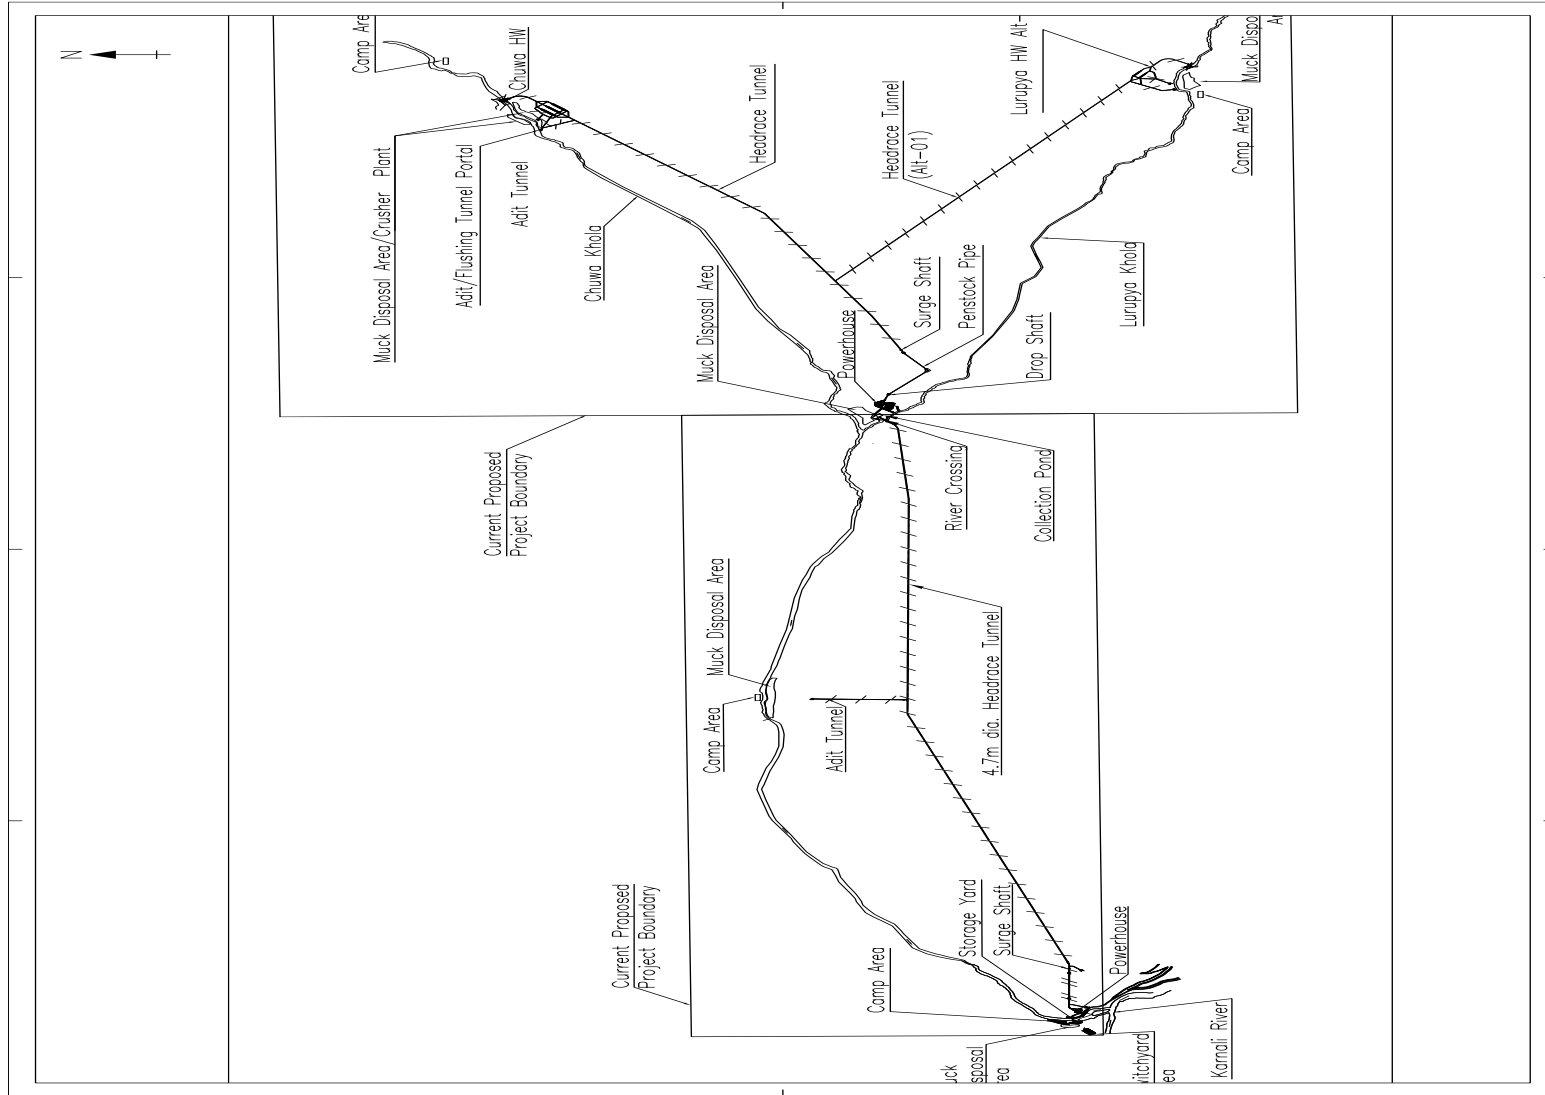 N
Camp Are
Chuwa HW
Muck Disposal Area/Crusher Plant
Adit/Flushing Tunnel Portal
Adit Tunnel
Chuwa Khola
Headrace Tunnel
Headrace Tunnel
(Alt-01)
Lurupya HW Alt-
Muck Dispo
Camp Area
Muck Disposal Area
Powerhouse
Surge Shaft
Penstock Pipe
Drop Shaft
Lurupya Khola
Current Proposed
Project Boundary
River Crossing
Collection Pond
Muck Disposal Area
Camp Area
Adit Tunnel
4.7m dia. Headrace Tunnel
Current Proposed
Project Boundary
Camp Area
Storage Yard
Surge Shaft
Powerhouse
uck
sposal
rea
witchyard
ea
Karnali River